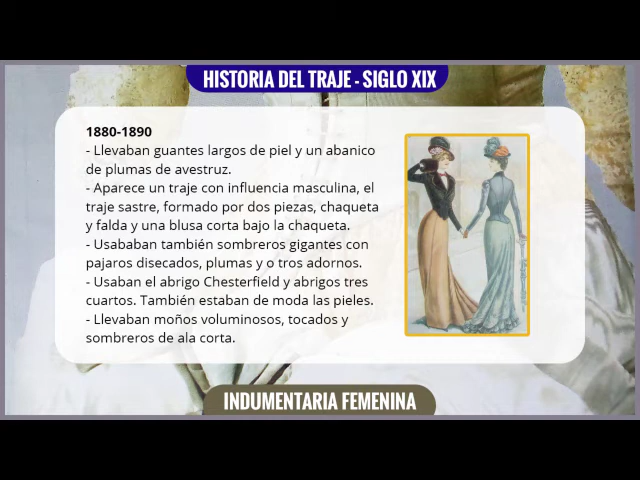 HISTORIA DEL TRAJE - SIGLO XIX
1880-1890
- Llevaban guantes largos de piel y un abanico
de plumas de avestruz.
- Aparece un traje con influencia masculina, el
traje sastre, formado por dos piezas, chaqueta
y falda y una blusa corta bajo la chaqueta.
- Usababan también sombreros gigantes con
pajaros disecados, plumas y o tros adornos.
- Usaban el abrigo Chesterfield y abrigos tres
cuartos. También estaban de moda las pieles.
- Llevaban moños voluminosos, tocados y
sombreros de ala corta.
INDUMENTARIA FEMENINA